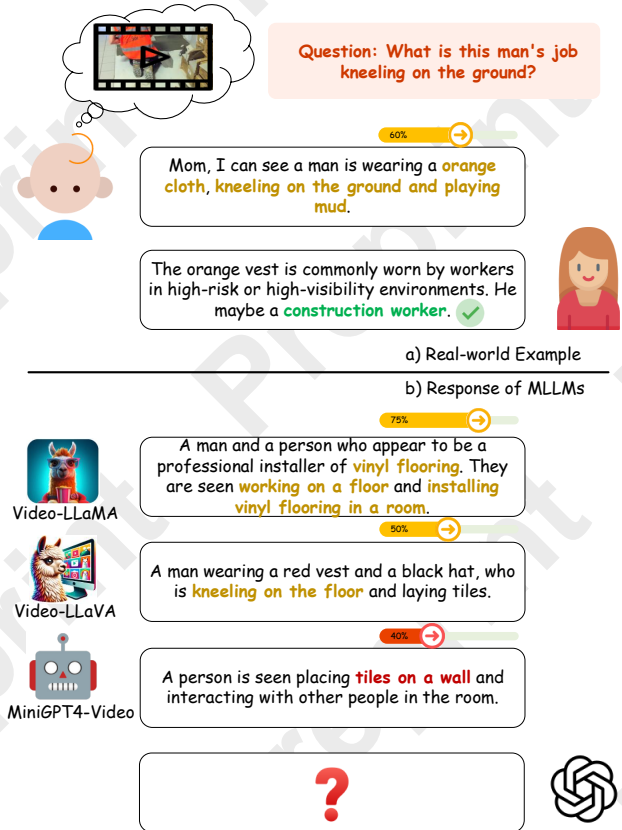 Question: What is this man's job
kneeling on the ground?
60%
Mom, I can see a man is wearing a orange
cloth, kneeling on the ground and playing
mud.
The orange vest is commonly worn by workers
in high-risk or high-visibility environments. He
maybe a construction worker.
a) Real-world Example
b) Response of MLLMs
75%
A man and a person who appear to be a
professional installer of vinyl flooring. They
are seen working on a floor and installing
vinyl flooring in a room.
Video-LLaMA
50%
A man wearing a red vest and a black hat, who
is kneeling on the floor and laying tiles.
Video-LLaVA
40%
A person is seen placing tiles on a wall and
interacting with other people in the room.
MiniGPT4-Video
?
Preprint